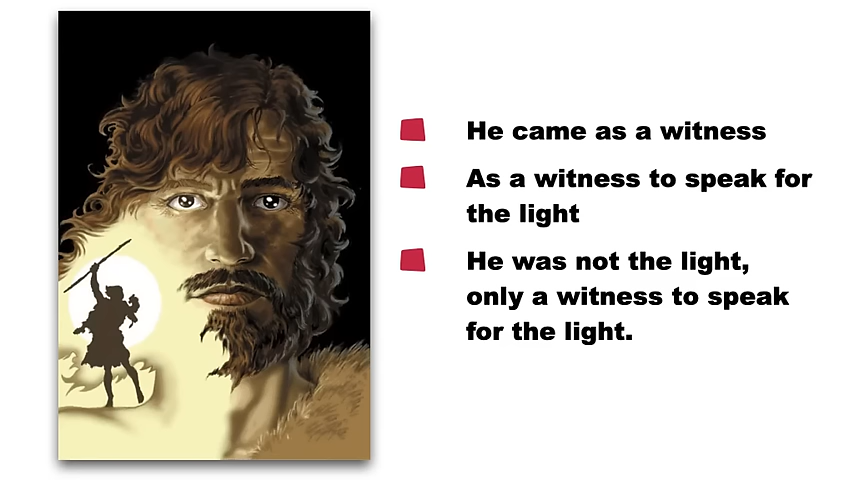 He came as a witness
As a witness to speak for
the light
He was not the light,
only a witness to speak
for the light.